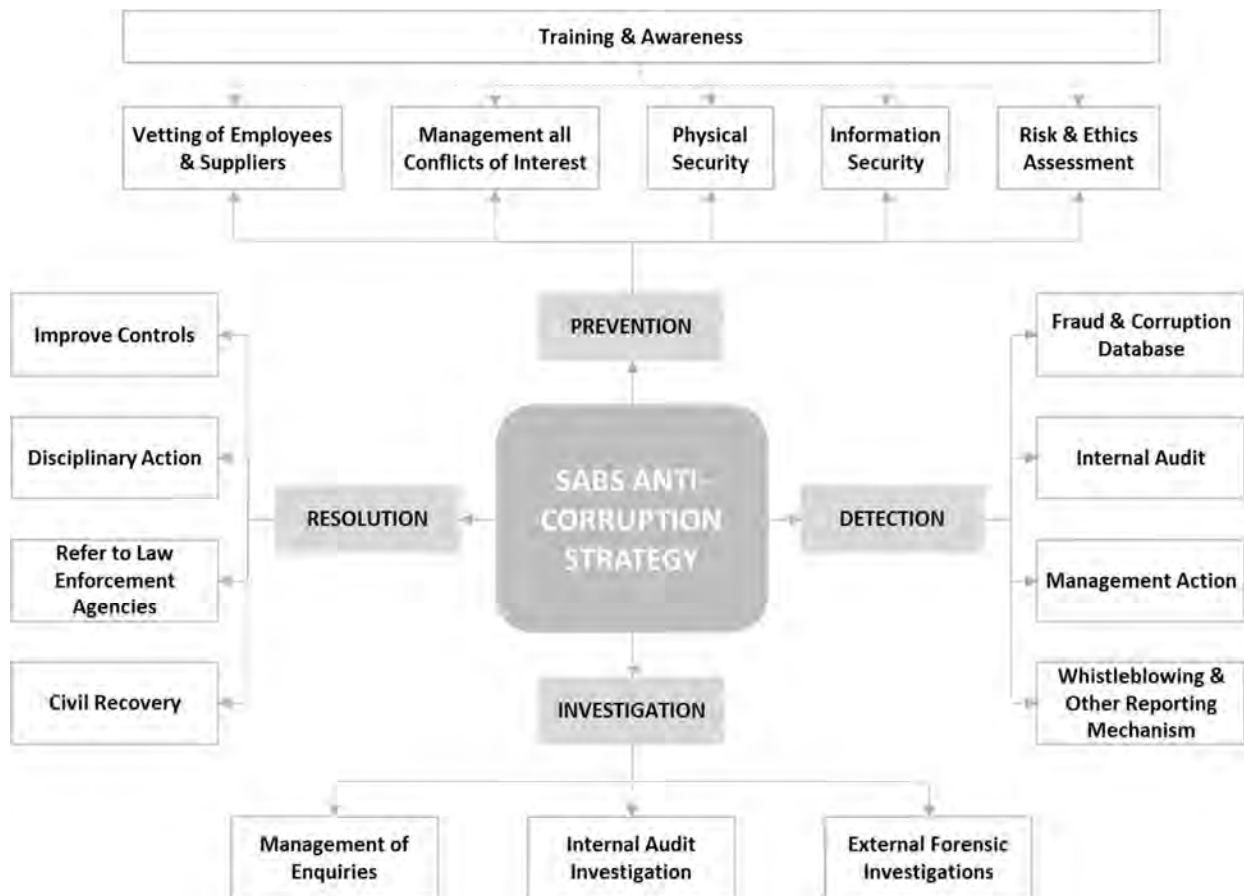 Training & Awareness
Vetting of Employees
& Suppliers
Management all
Conflicts of Interest
Physical
Security
Information
Security
Risk & Ethics
Assessment
PREVENTION
Improve Controls
Disciplinary Action
Refer to Law
Enforcement
Agencies
Civil Recovery
RESOLUTION
SABS ANTI-
CORRUPTION
STRATEGY
DETECTION
Fraud & Corruption
Database
Internal Audit
Management Action
Whistleblowing &
Other Reporting
Mechanism
INVESTIGATION
Management of
Enquiries
Internal Audit
Investigation
External Forensic
Investigations